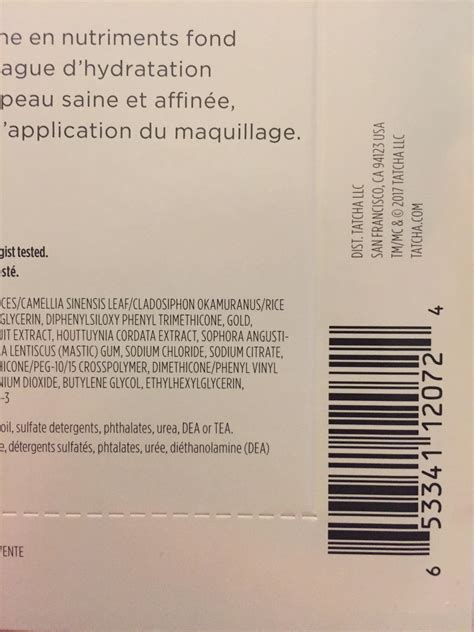 ne en nutriments fond
ague d'hydratation
peau saine et affinée,
'application du maquillage.
gist tested.
sté.
CES/CAMELLIA SINENSIS LEAF/CLADOSIPHON OKAMURANUS/RICE
GLYCERIN, DIPHENYLSILOXY PHENYL TRIMETHICONE, GOLD,
UIT EXTRACT, HOUTTUYNIA CORDATA EXTRACT, SOPHORA ANGUSTI-
A LENTISCUS (MASTIC) GUM, SODIUM CHLORIDE, SODIUM CITRATE,
HICONE/PEG-10/15 CROSSPOLYMER, DIMETHICONE/PHENYL VINYL
NIUM DIOXIDE, BUTYLENE GLYCOL, ETHYLHEXYLGLYCERIN,
-3
oil, sulfate detergents, phthalates, urea, DEA or TEA.
e, détergents sulfatés, phtalates, urée, diéthanolamine (DEA)
VENTE
DIST. TATCHA LLC
SAN FRANCISCO, CA 94123 USA
TM/MC & © 2017 TATCHA LLC
TATCHA.COM
6 53341 12072 4